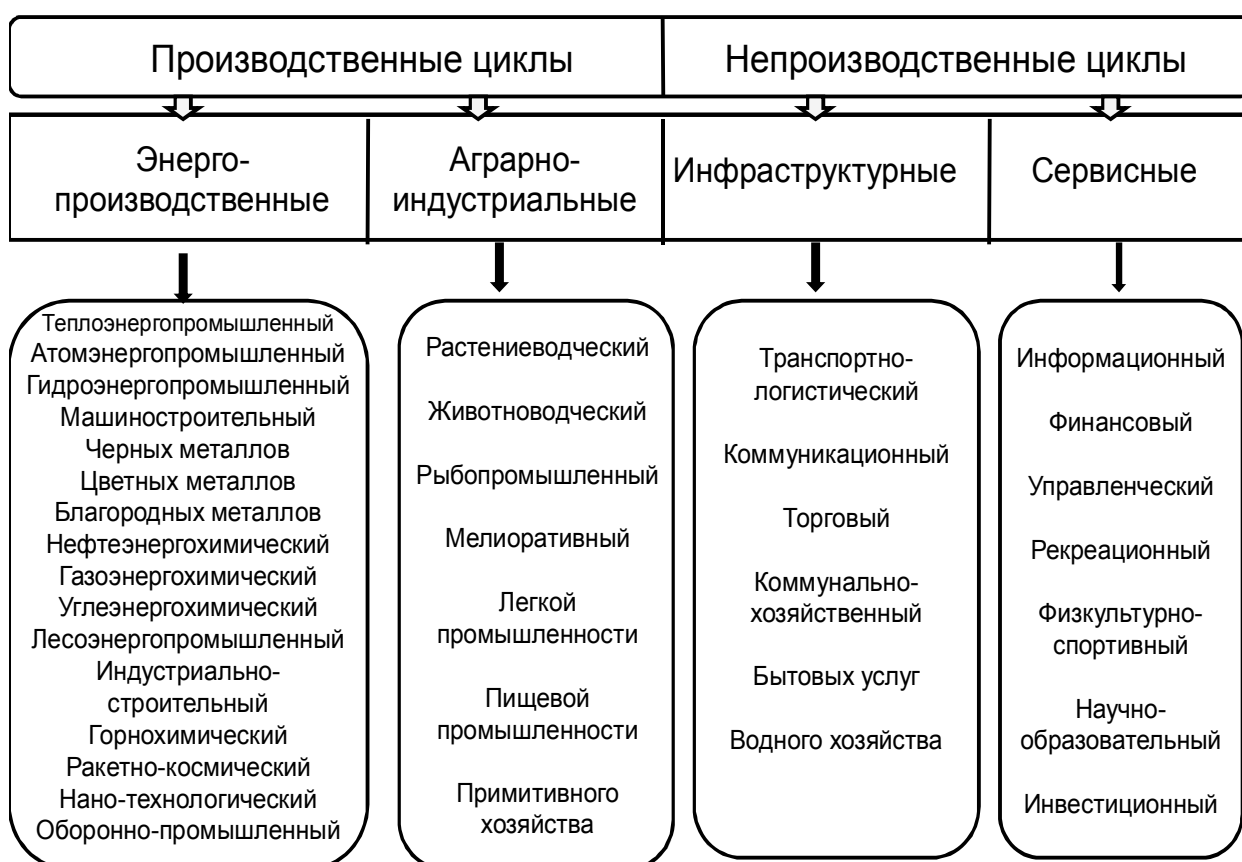 Производственные циклы
Непроизводственные циклы
Энерго-
производственные
Аграрно-
индустриальные
Инфраструктурные
Сервисные
Теплоэнергопромышленный
Атомэнергопромышленный
Гидроэнергопромышленный
Машиностроительный
Черных металлов
Цветных металлов
Благородных металлов
Нефтеэнергохимический
Газоэнергохимический
Углеэнергохимический
Лесоэнергопромышленный
Индустриально-
строительный
Горнохимический
Ракетно-космический
Нано-технологический
Оборонно-промышленный
Растениеводческий
Животноводческий
Рыбопромышленный
Мелиоративный
Легкой
промышленности
Пищевой
промышленности
Примитивного
хозяйства
Транспортно-
логистический
Коммуникационный
Торговый
Коммунально-
хозяйственный
Бытовых услуг
Водного хозяйства
Информационный
Финансовый
Управленческий
Рекреационный
Физкультурно-
спортивный
Научно-
образовательный
Инвестиционный